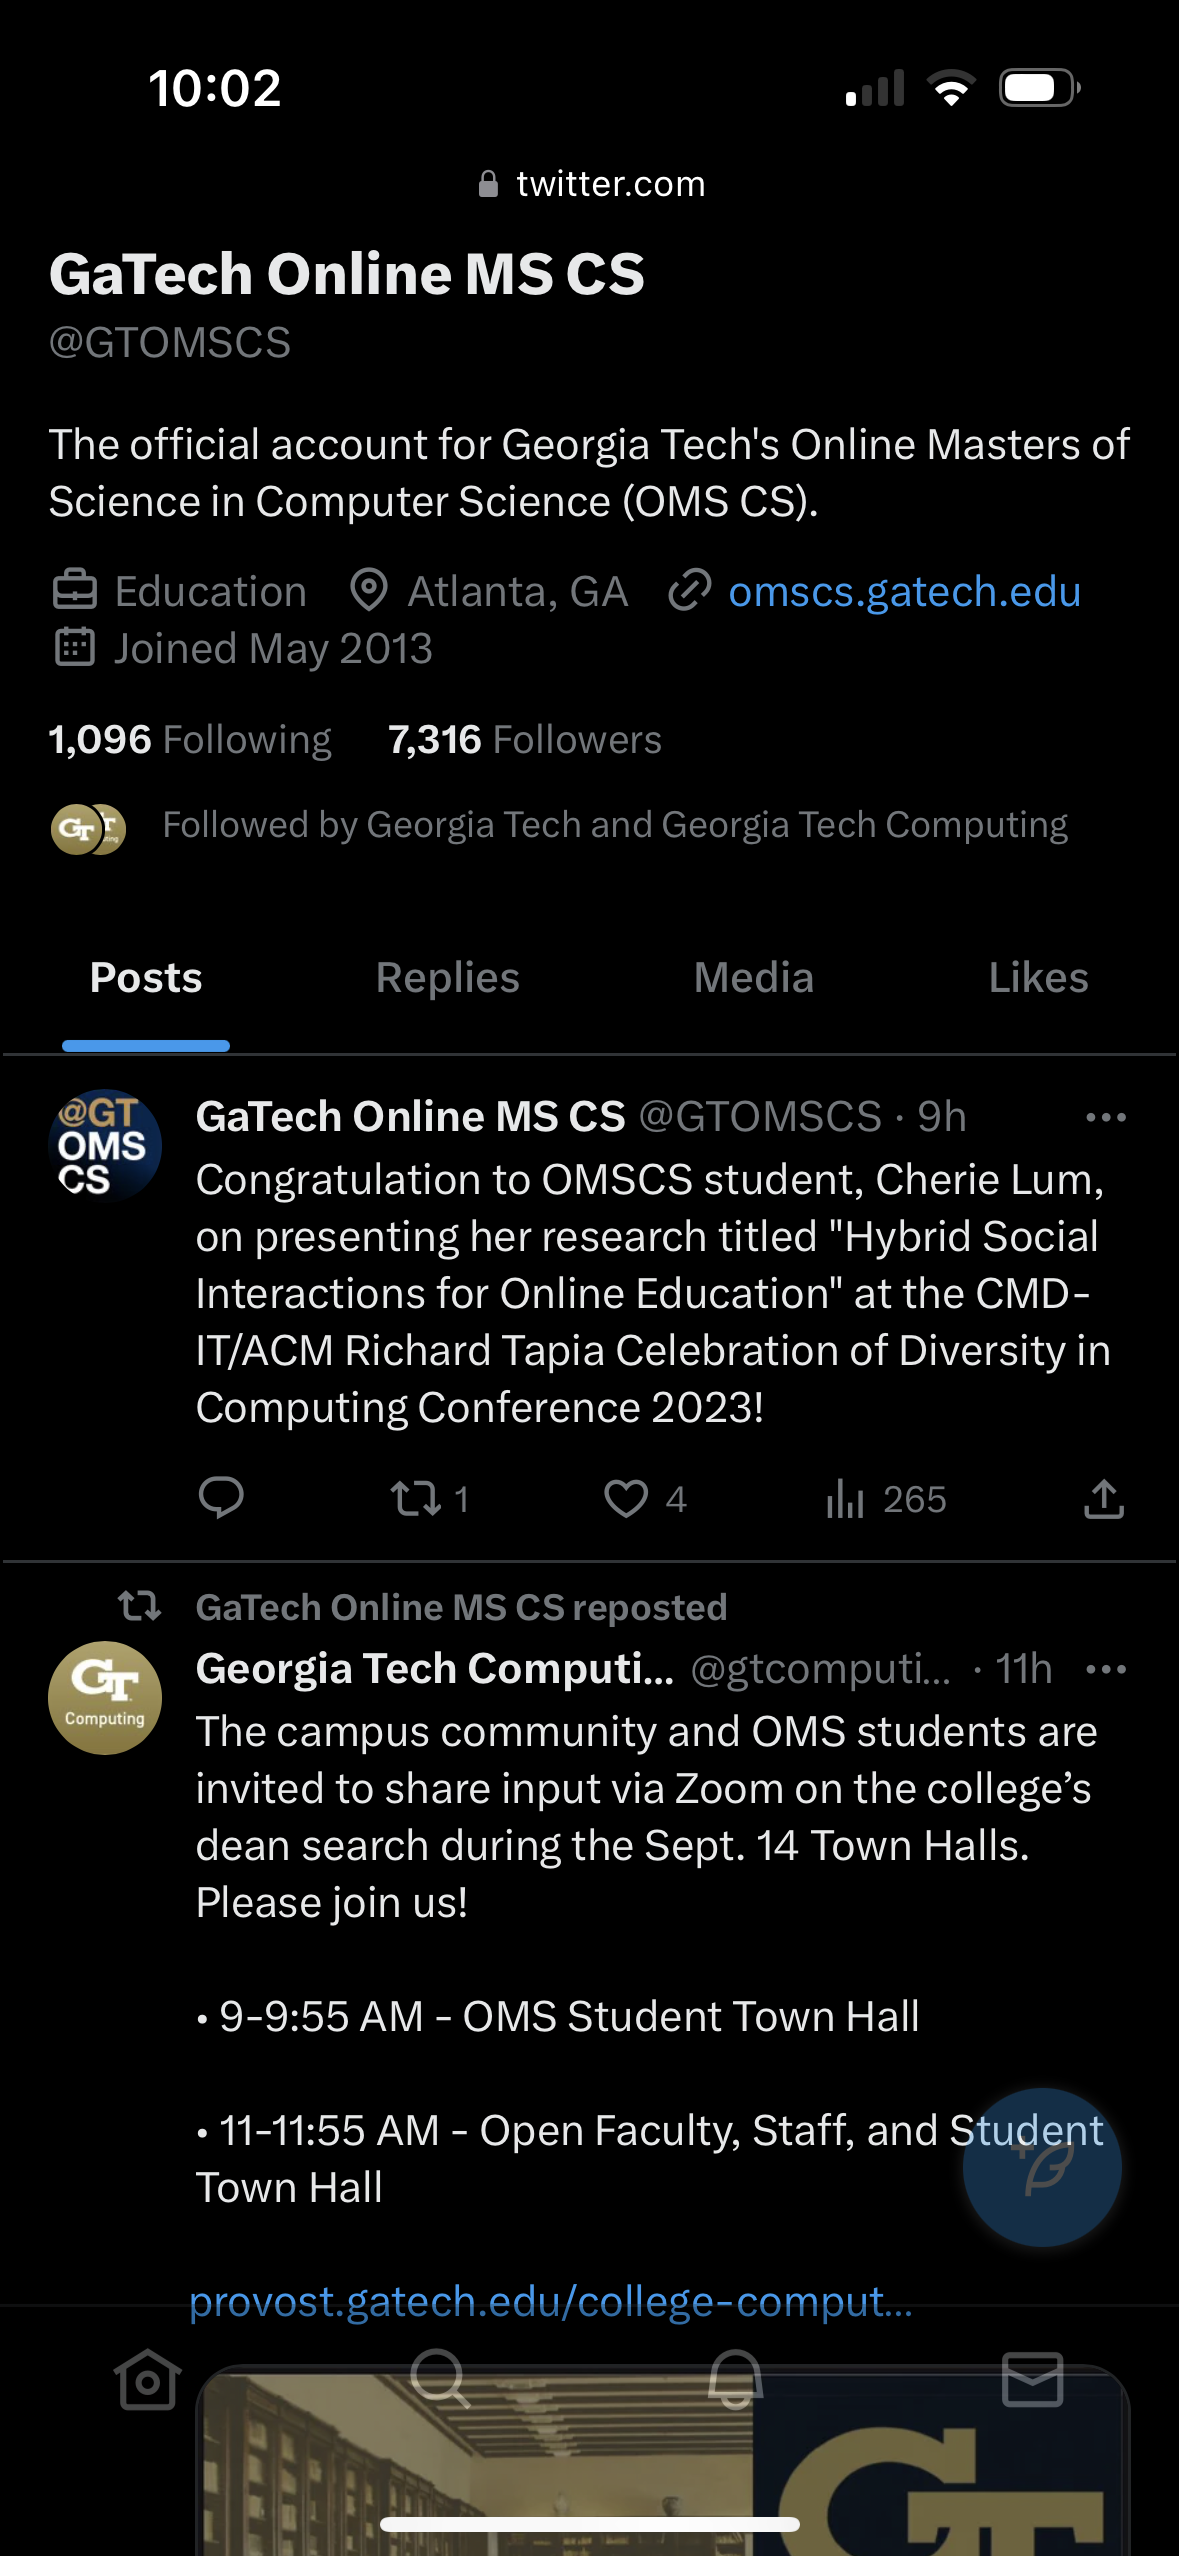 10:02
twitter.com
GaTech Online MS CS
@GTOMSCS
The official account for Georgia Tech's Online Masters of
Science in Computer Science (OMS CS).
Education Atlanta, GA omscs.gatech.edu
Joined May 2013
1,096 Following 7,316 Followers
GT
Followed by Georgia Tech and Georgia Tech Computing
Posts Replies Media Likes
@GT
OMS
CS
GaTech Online MS CS @GTOMSCS · 9h
Congratulation to OMSCS student, Cherie Lum,
on presenting her research titled "Hybrid Social
Interactions for Online Education" at the CMD-
IT/ACM Richard Tapia Celebration of Diversity in
Computing Conference 2023!
1 4 265
GaTech Online MS CS reposted
GT
Computing
Georgia Tech Computi... @gtcomputi... · 11h
The campus community and OMS students are
invited to share input via Zoom on the college’s
dean search during the Sept. 14 Town Halls.
Please join us!
• 9-9:55 AM - OMS Student Town Hall
• 11-11:55 AM - Open Faculty, Staff, and Student
Town Hall
provost.gatech.edu/college-comput...
GT